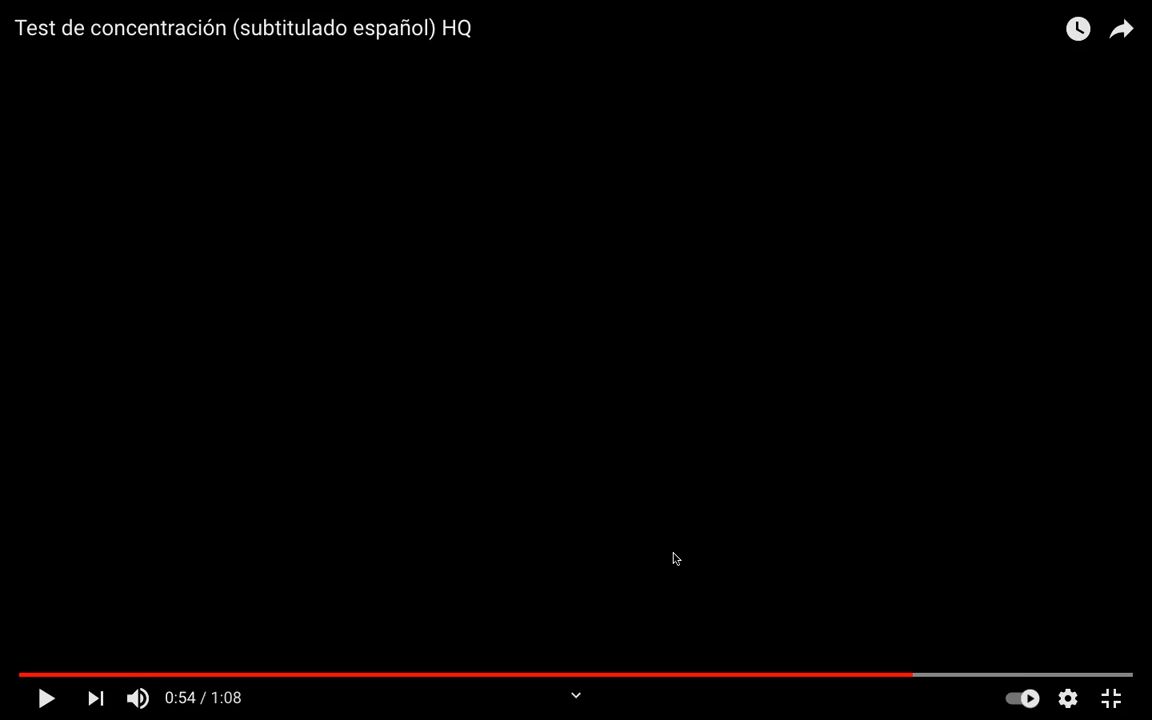 Test de concentración (subtitulado español) HQ
0:54 / 1:08